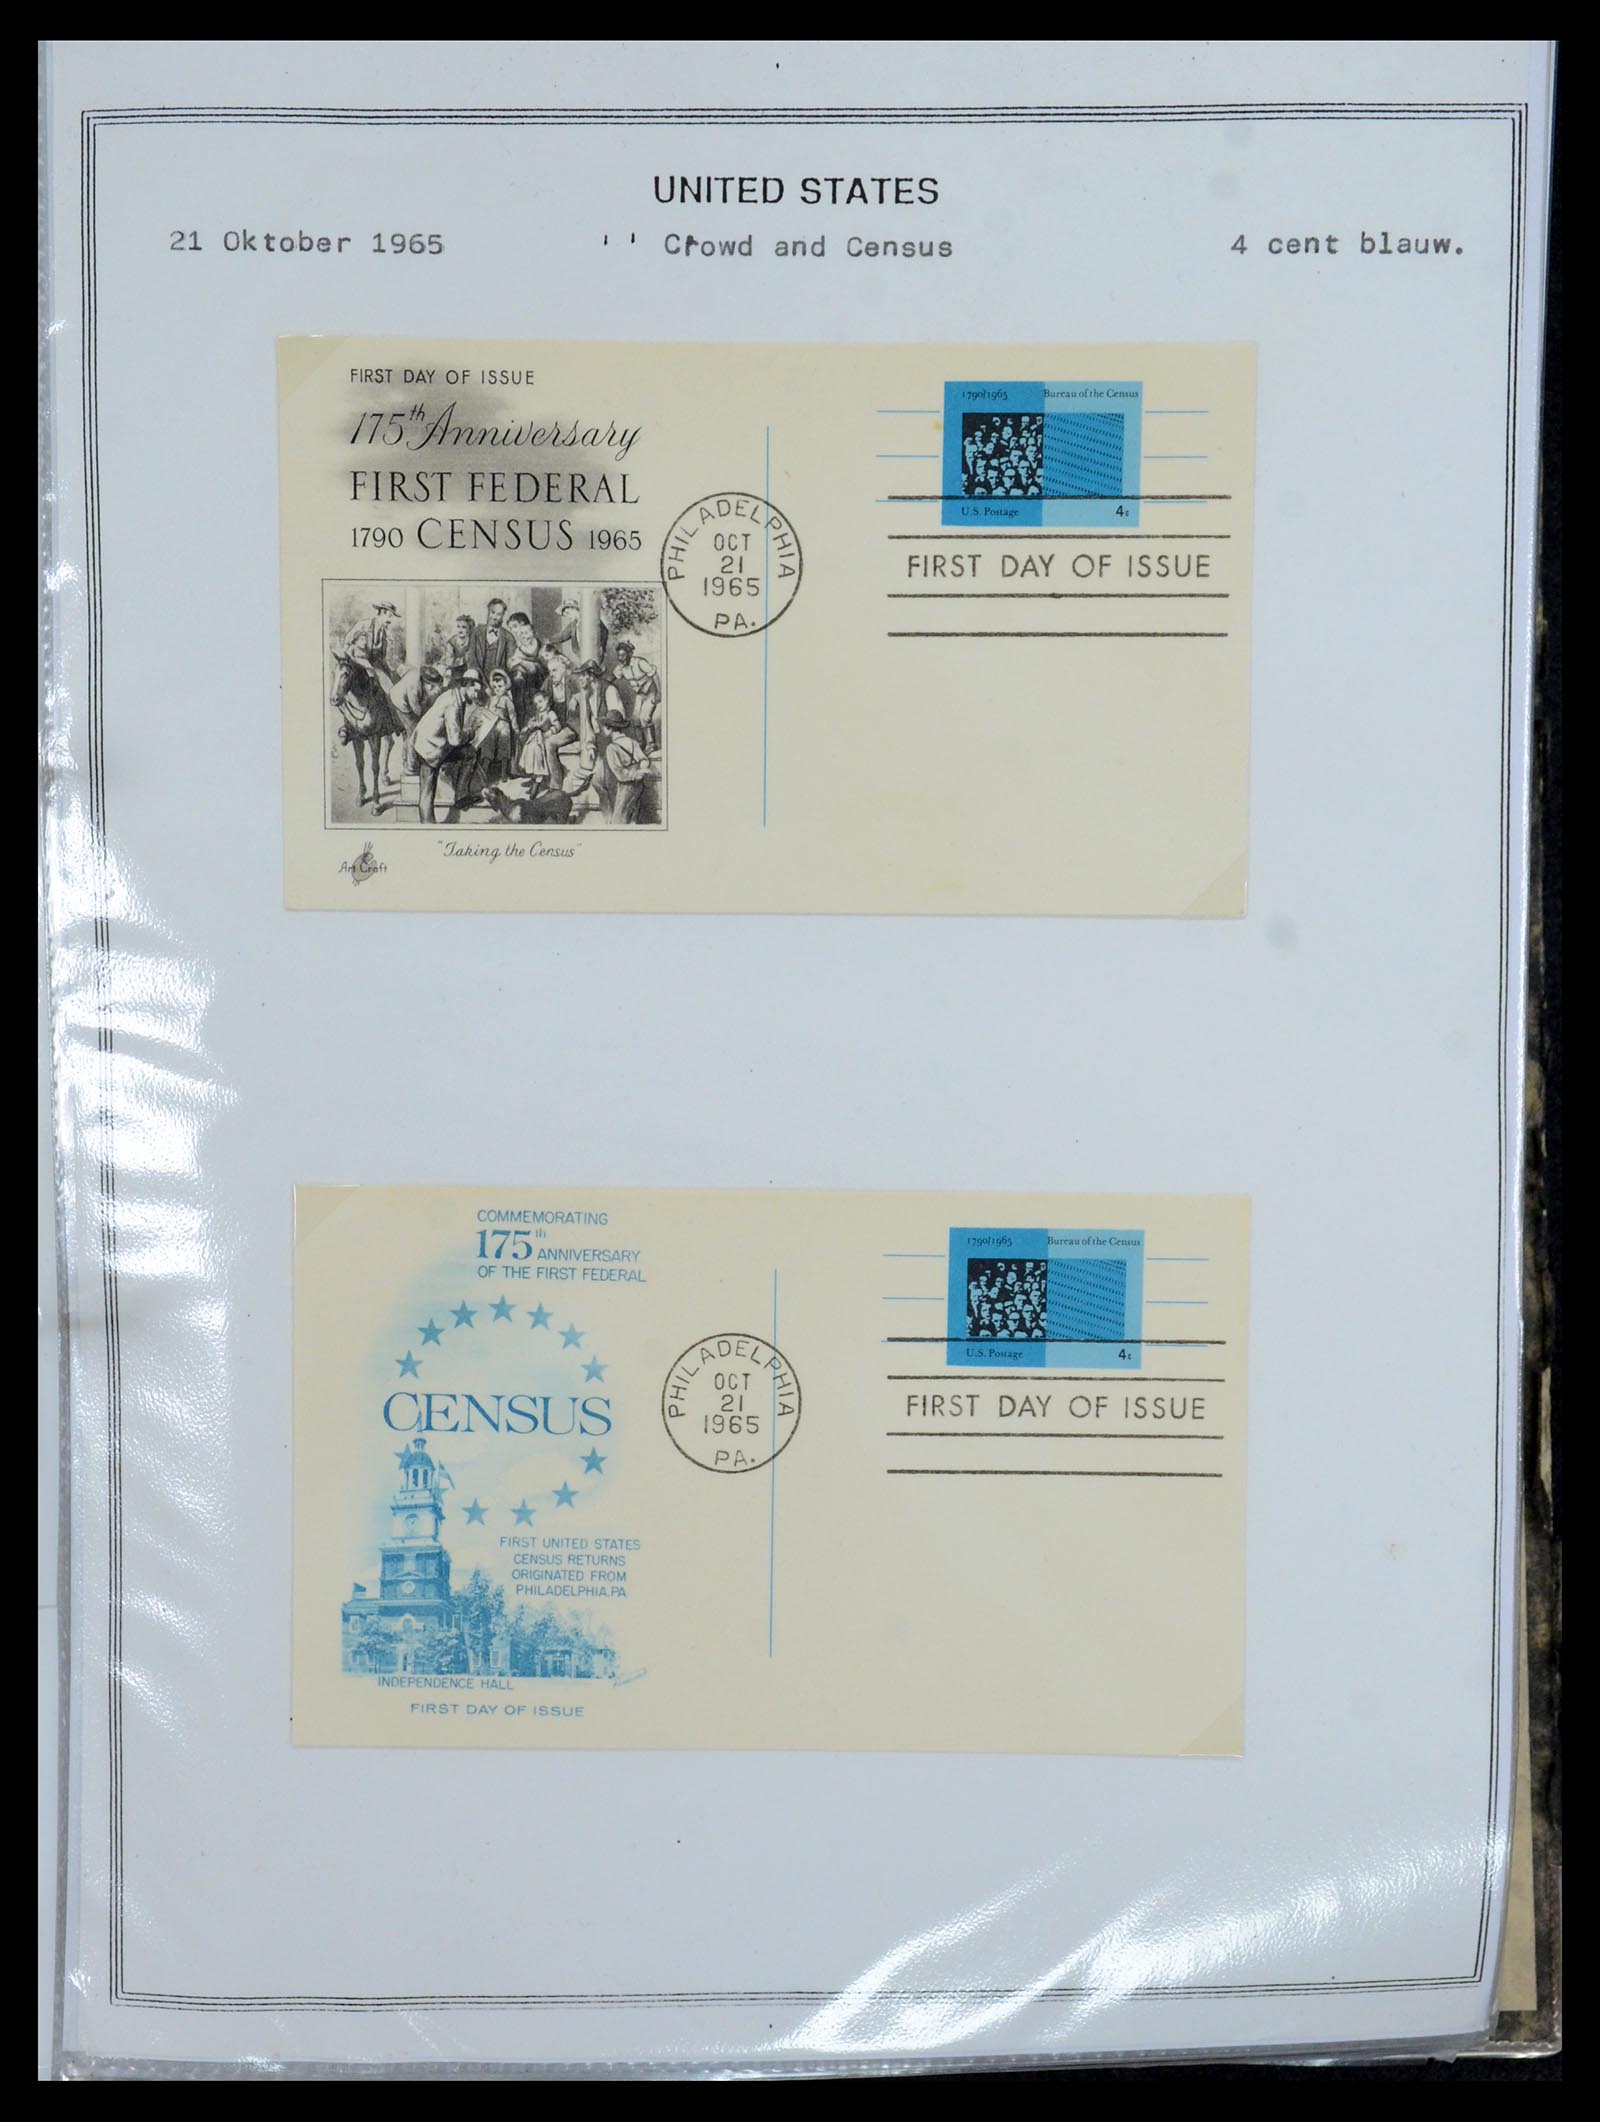 UNITED STATES
21 Oktober 1965 '' Crowd and Census 4 cent blauw.
FIRST DAY OF ISSUE
175th Anniversary
FIRST FEDERAL
1790 CENSUS 1965
"Taking the Census"
Art Craft
PHILADELPHIA
OCT
21
1965
PA.
1790/1965 Bureau of the Census
U.S. Postage 4c
FIRST DAY OF ISSUE
COMMEMORATING
175th ANNIVERSARY
OF THE FIRST FEDERAL
CENSUS
FIRST UNITED STATES
CENSUS RETURNS
ORIGINATED FROM
PHILADELPHIA, PA.
INDEPENDENCE HALL
FIRST DAY OF ISSUE
PHILADELPHIA
OCT
21
1965
PA.
1790/1965 Bureau of the Census
U.S. Postage 4c
FIRST DAY OF ISSUE